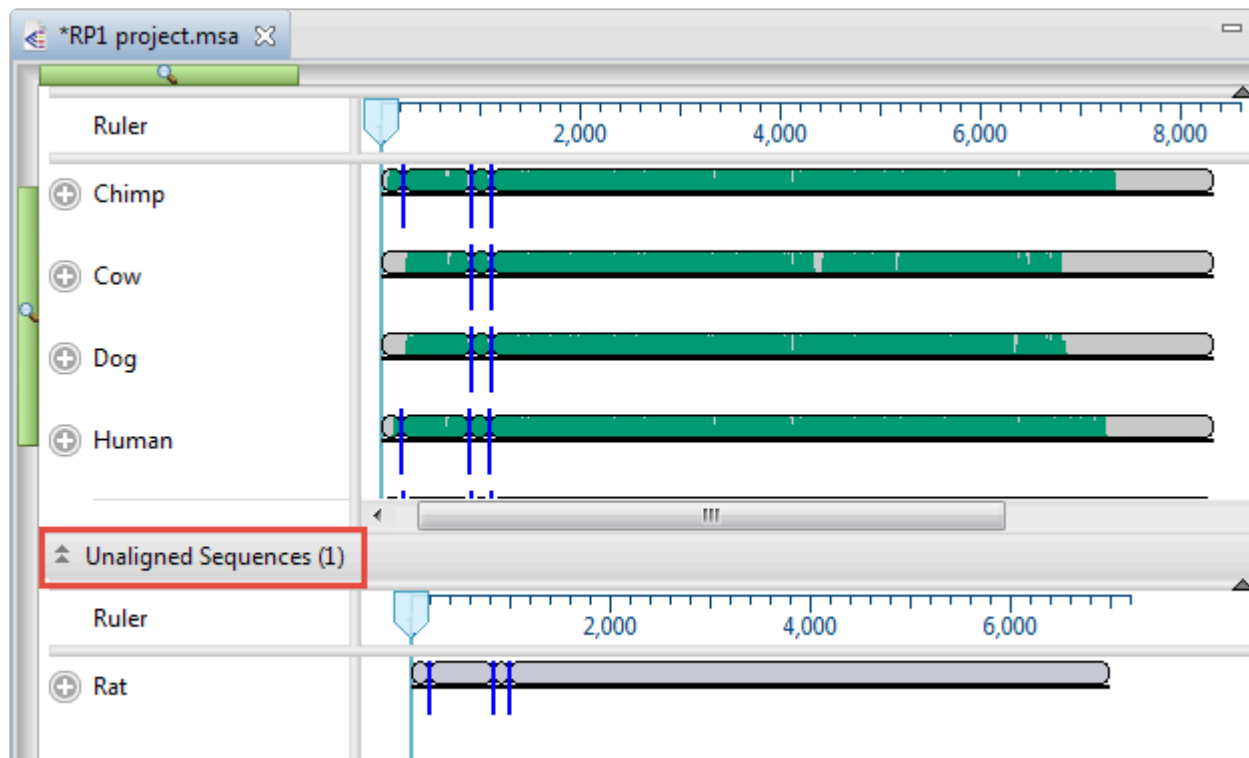 *RP1 project.msa
Ruler
2,000 4,000 6,000 8,000
Chimp
Cow
Dog
Human
Unaligned Sequences (1)
Ruler
2,000 4,000 6,000
Rat